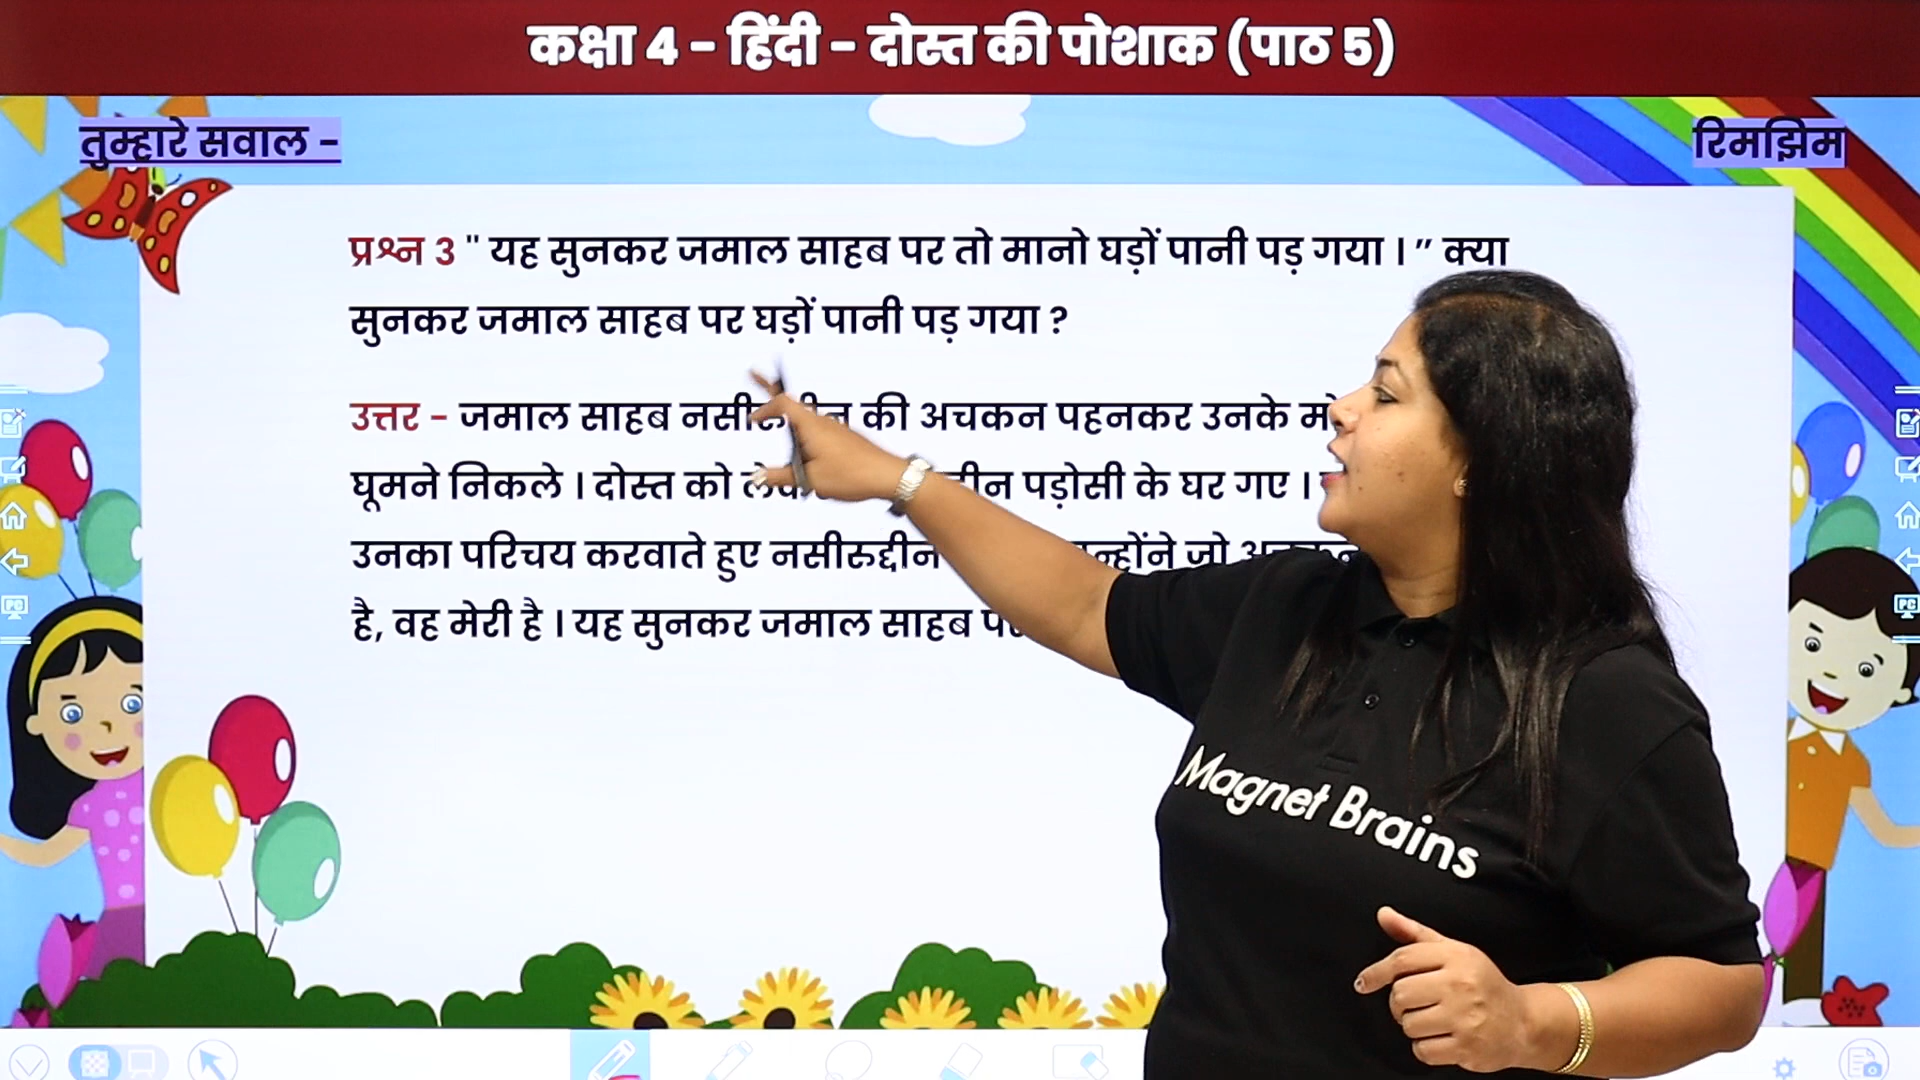 कक्षा 4 - हिंदी - दोस्त की पोशाक (पाठ 5)
तुम्हारे सवाल -
रिमझिम
प्रश्न 3 " यह सुनकर जमाल साहब पर तो मानो घड़ों पानी पड़ गया । ” क्या
सुनकर जमाल साहब पर घड़ों पानी पड़ गया ?
उत्तर - जमाल साहब की अचकन पहनकर उनके
घूमने निकले । दोस्त को पड़ोसी के घर गए ।
उनका परिचय करवाते हुए नसीरुद्दीन जो
है, वह मेरी है । यह सुनकर जमाल साहब
Magnet Brains